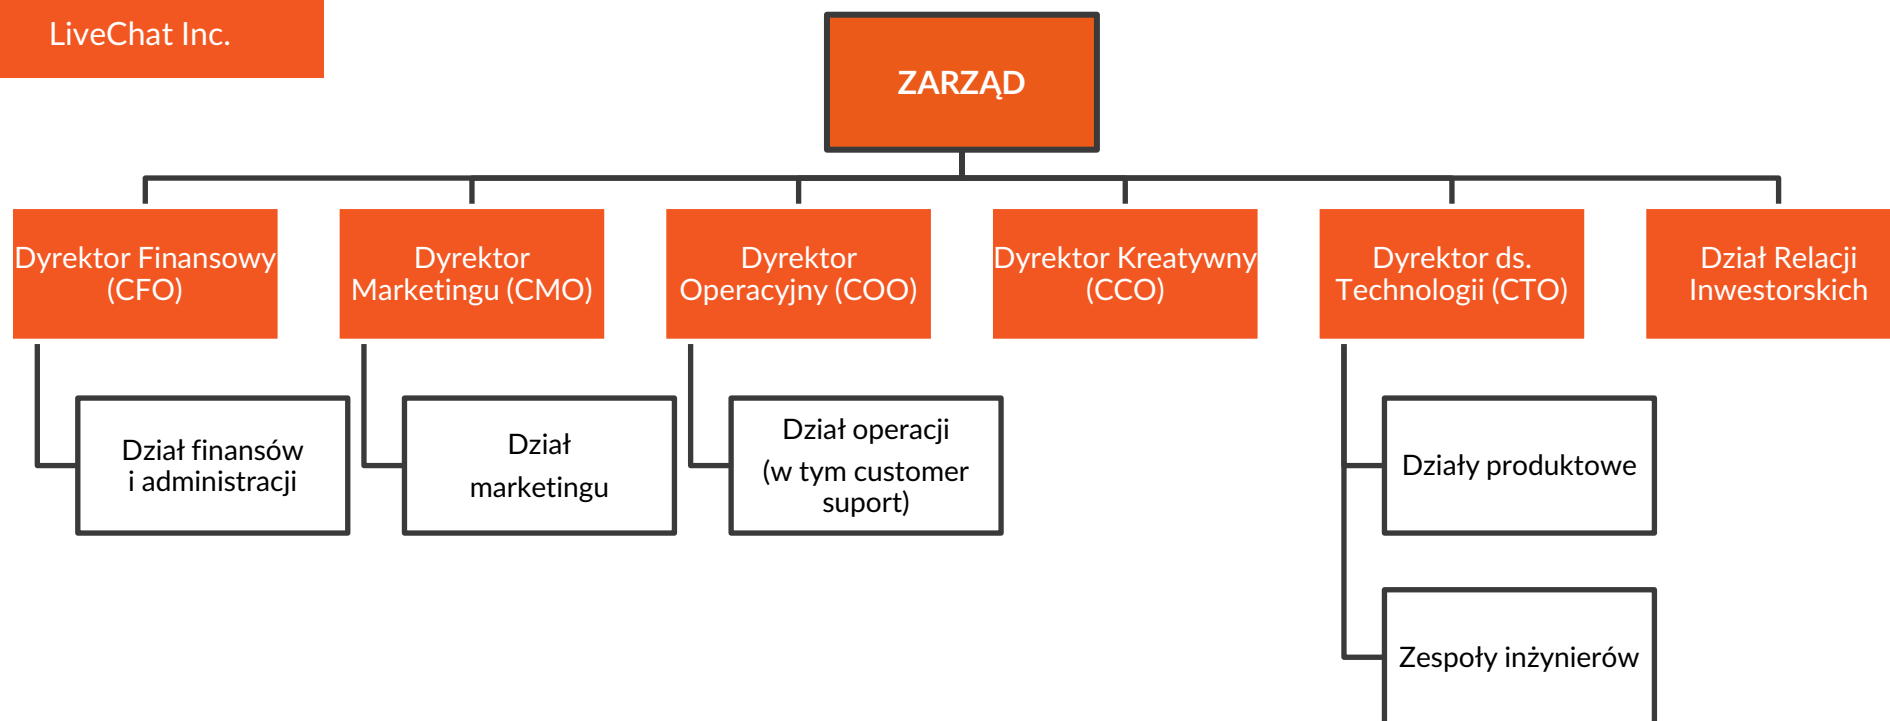 LiveChat Inc.
ZARZĄD
Dyrektor Finansowy
(CFO)
Dyrektor
Marketingu (CMO)
Dyrektor
Operacyjny (COO)
Dyrektor Kreatywny
(CCO)
Dyrektor ds.
Technologii (CTO)
Dział Relacji
Inwestorskich
Dział finansów
i administracji
Dział
marketingu
Dział operacji
(w tym customer
suport)
Działy produktowe
Zespoły inżynierów